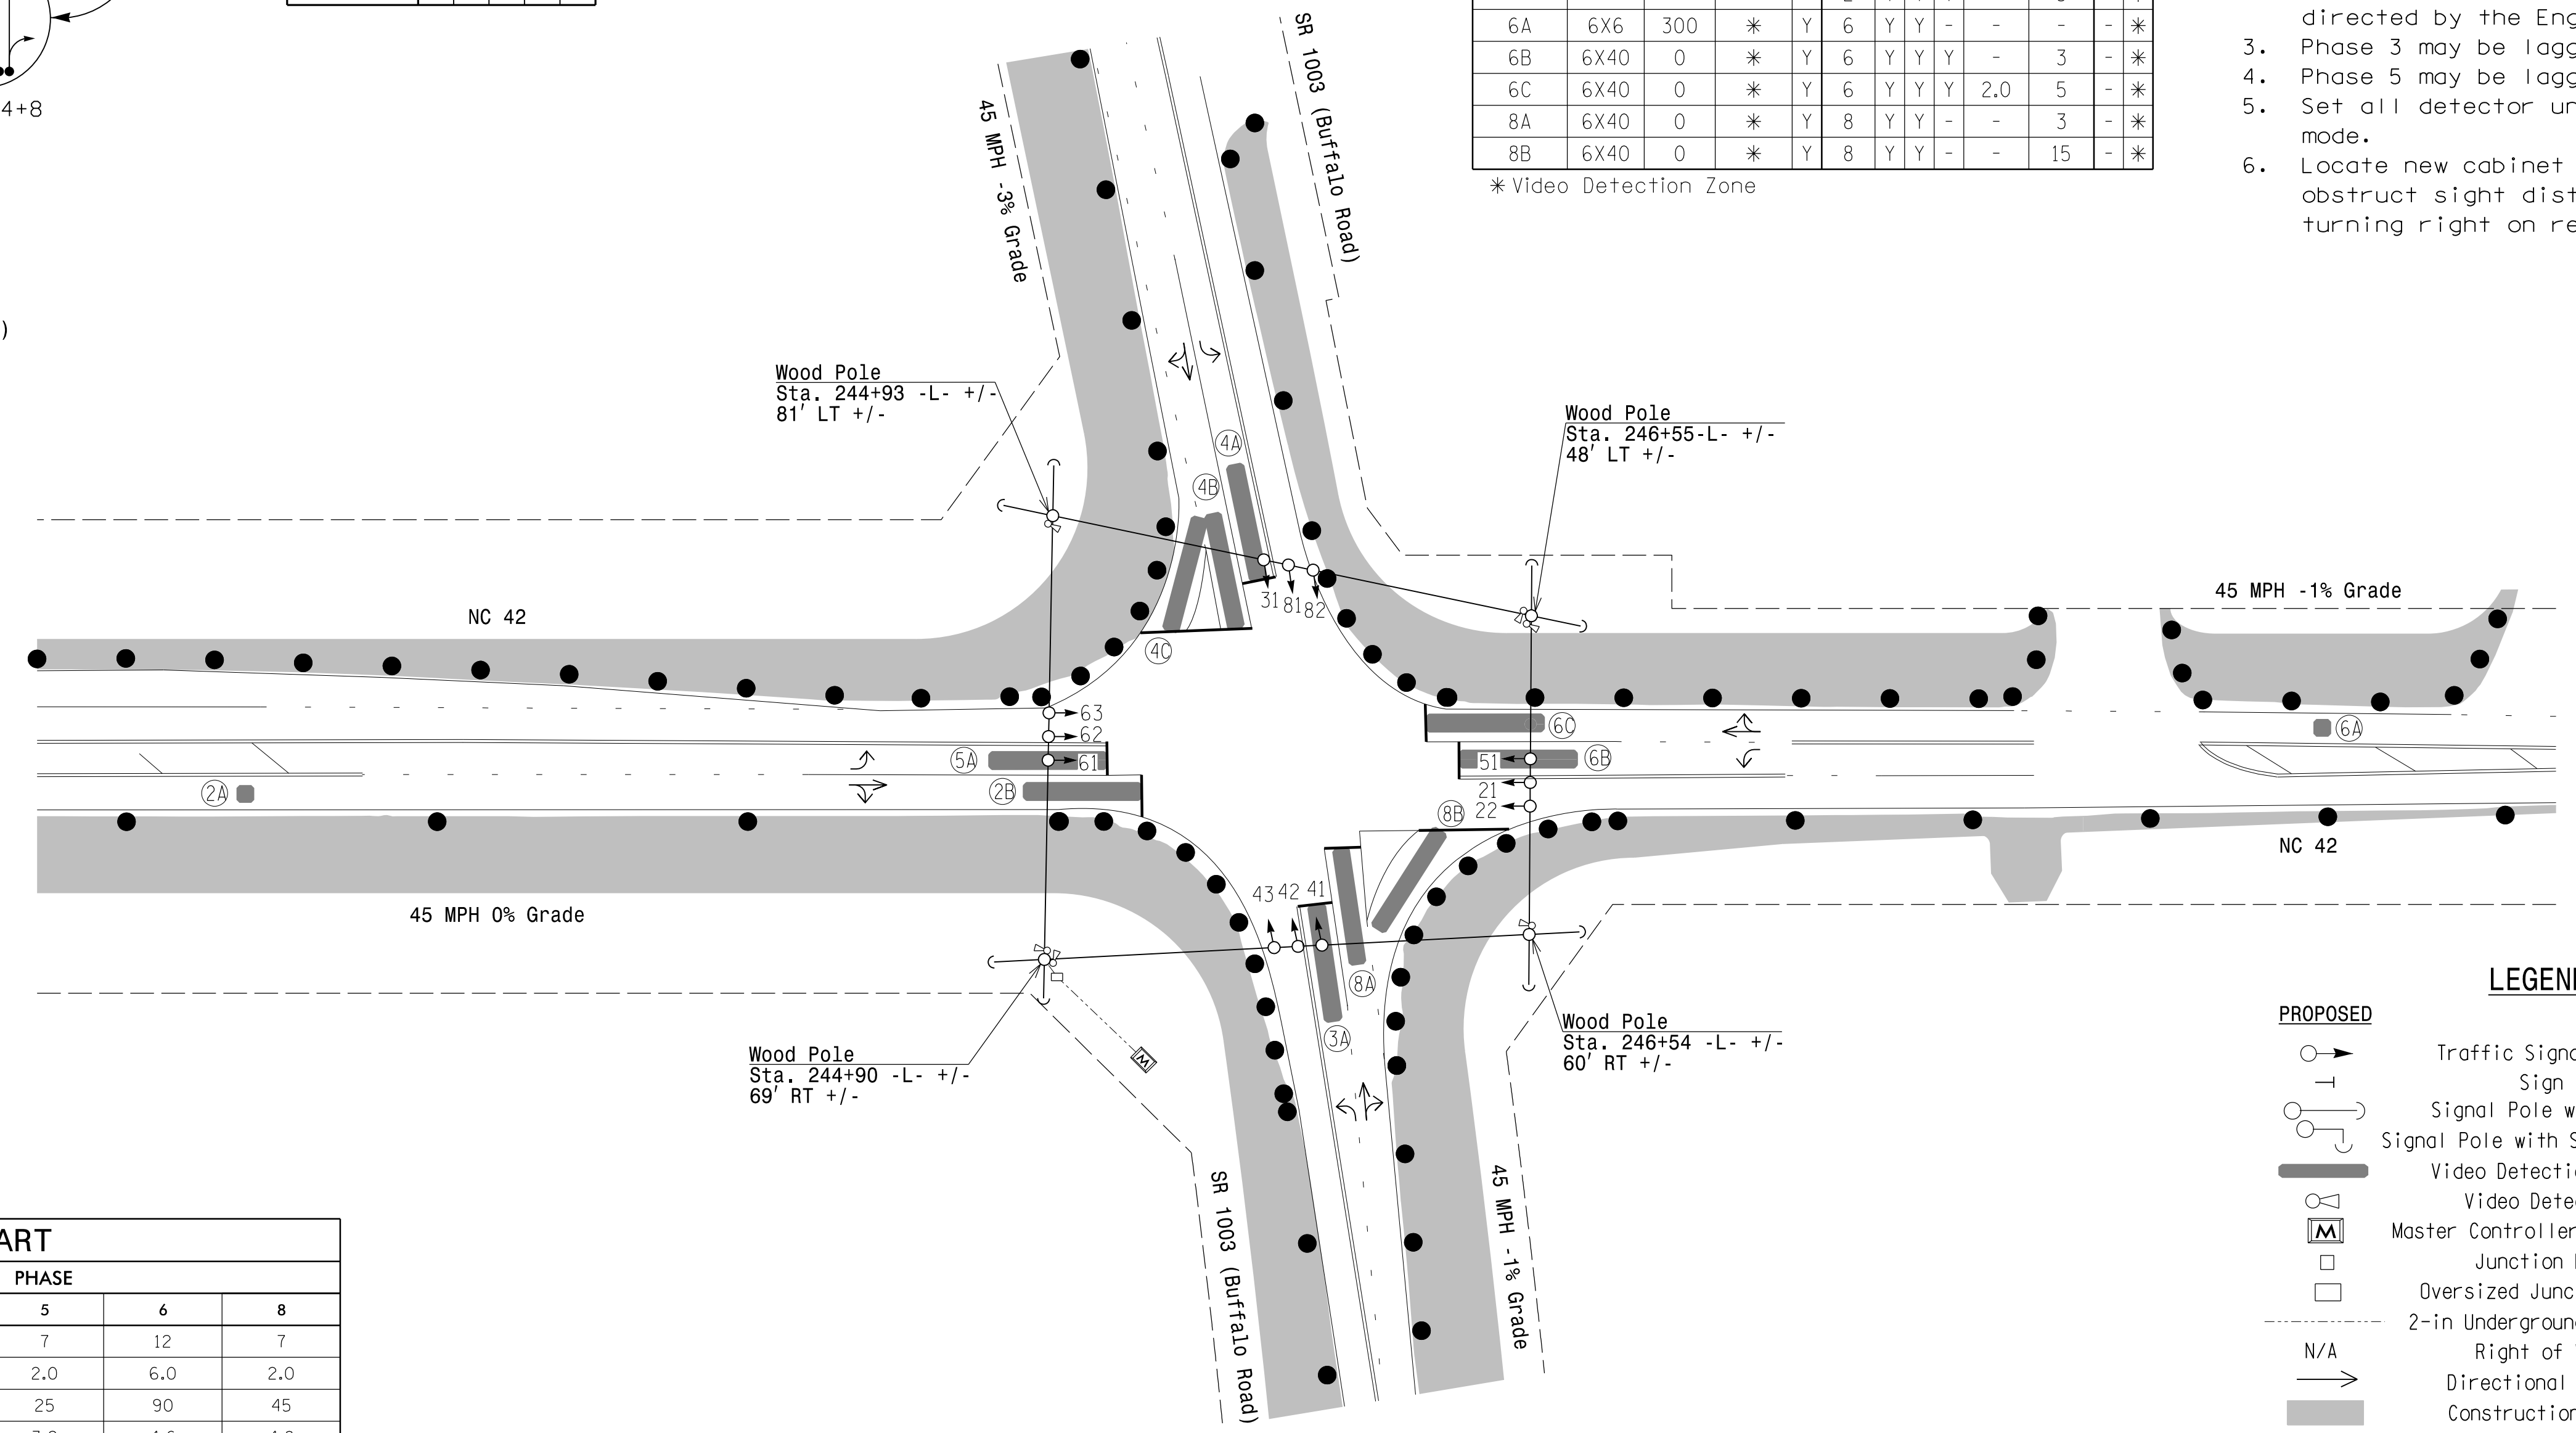 4+8
)
6A 6X6 300 * Y 6 Y Y - - - - *
6B 6X40 0 * Y 6 Y Y Y - 3 - *
6C 6X40 0 * Y 6 Y Y Y 2.0 5 - *
8A 6X40 0 * Y 8 Y Y - - 3 - *
8B 6X40 0 * Y 8 Y Y - - 15 - *
* Video Detection Zone
directed by the Eng
3. Phase 3 may be lagg
4. Phase 5 may be lagg
5. Set all detector un
mode.
6. Locate new cabinet
obstruct sight dist
turning right on re
45 MPH -3% Grade
SR 1003 (Buffalo Road)
Wood Pole
Sta. 244+93 -L- +/-
81' LT +/-
Wood Pole
Sta. 246+55-L- +/-
48' LT +/-
4A
4B
4C
31 81 82
NC 42
45 MPH -1% Grade
63
62
61
5A
2A
2B
6C
6B
6A
51
21
22
8B
43 42 41
8A
3A
45 MPH 0% Grade
NC 42
Wood Pole
Sta. 244+90 -L- +/-
69' RT +/-
M
Wood Pole
Sta. 246+54 -L- +/-
60' RT +/-
SR 1003 (Buffalo Road)
45 MPH -1% Grade
ART
PHASE
5 6 8
7 12 7
2.0 6.0 2.0
25 90 45
LEGEN
PROPOSED
Traffic Signa
Sign
Signal Pole w
Signal Pole with S
Video Detecti
Video Dete
M Master Controller
Junction
Oversized Junc
2-in Undergroun
N/A Right of
Directional
Construction